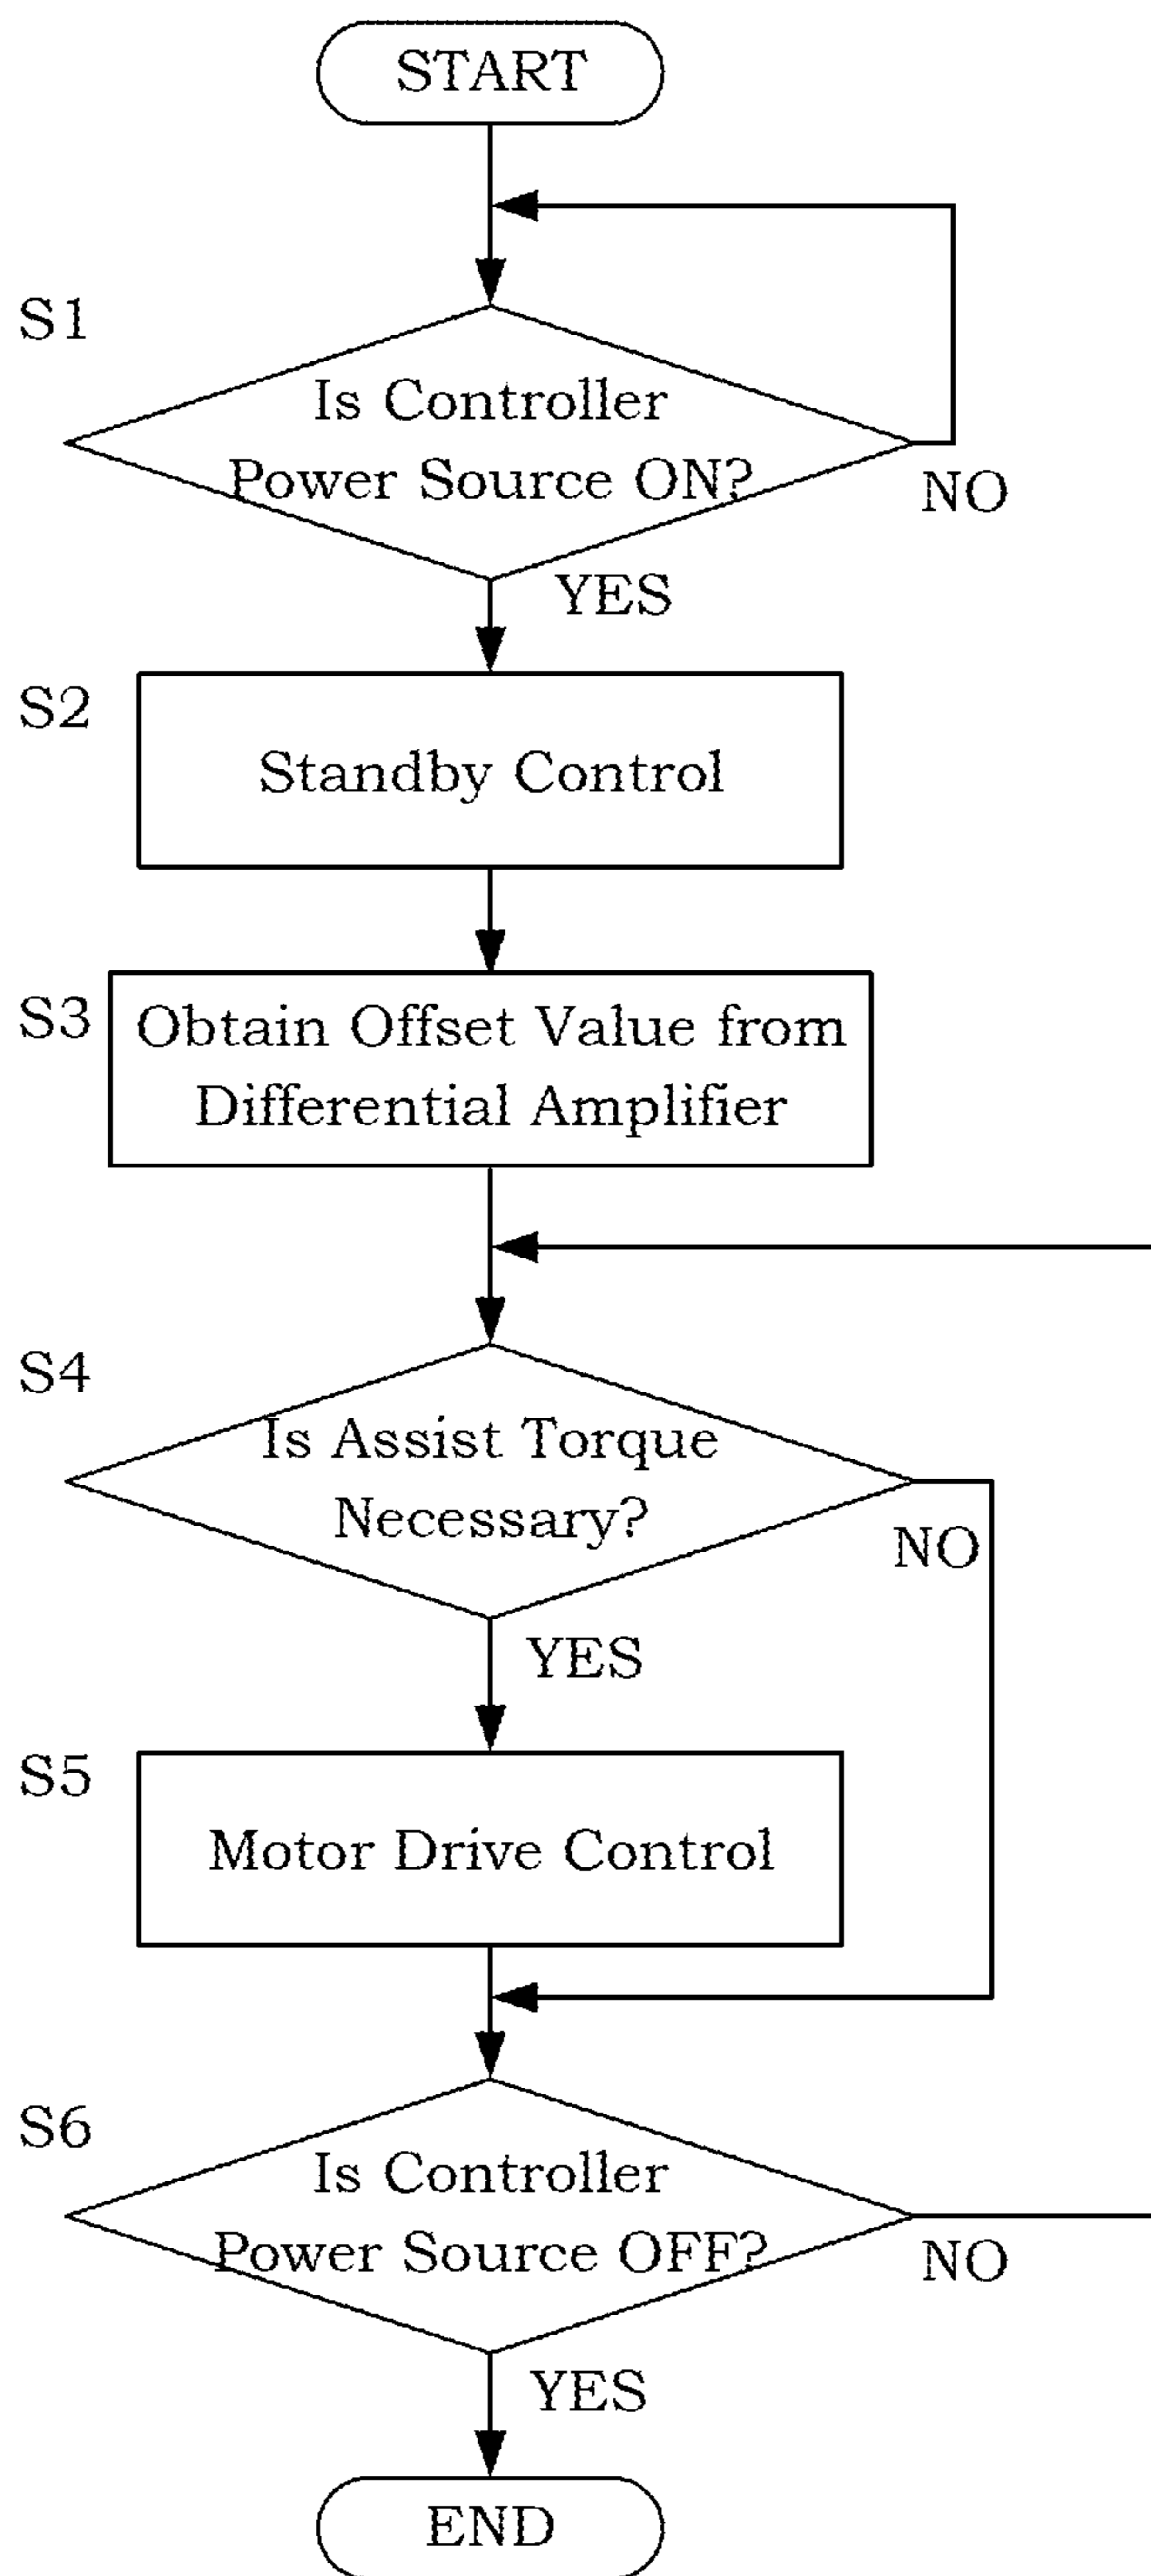 START
S1
Is Controller
Power Source ON?
NO
YES
S2
Standby Control
S3
Obtain Offset Value from
Differential Amplifier
S4
Is Assist Torque
Necessary?
NO
YES
S5
Motor Drive Control
S6
Is Controller
Power Source OFF?
NO
YES
END